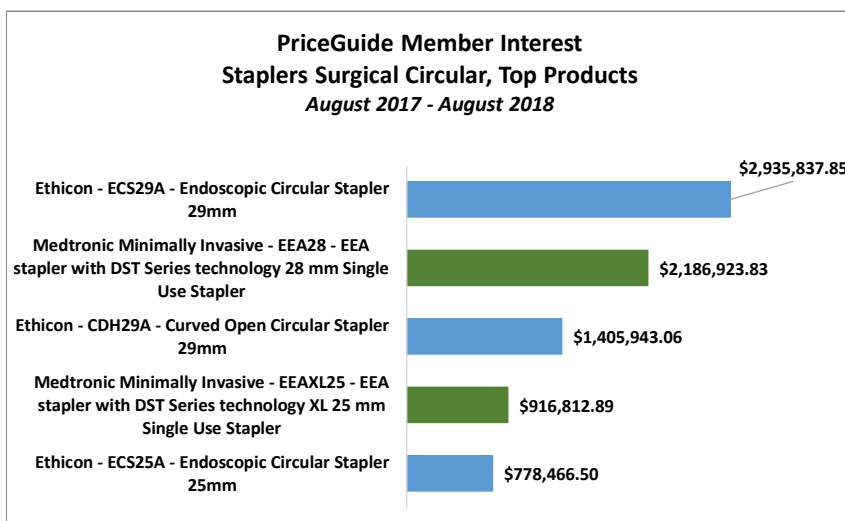 PriceGuide Member Interest
Staplers Surgical Circular, Top Products
August 2017 - August 2018
Ethicon - ECS29A - Endoscopic Circular Stapler
29mm
$2,935,837.85
Medtronic Minimally Invasive - EEA28 - EEA
stapler with DST Series technology 28 mm Single
Use Stapler
$2,186,923.83
Ethicon - CDH29A - Curved Open Circular Stapler
29mm
$1,405,943.06
Medtronic Minimally Invasive - EEAXL25 - EEA
stapler with DST Series technology XL 25 mm
Single Use Stapler
$916,812.89
Ethicon - ECS25A - Endoscopic Circular Stapler
25mm
$778,466.50